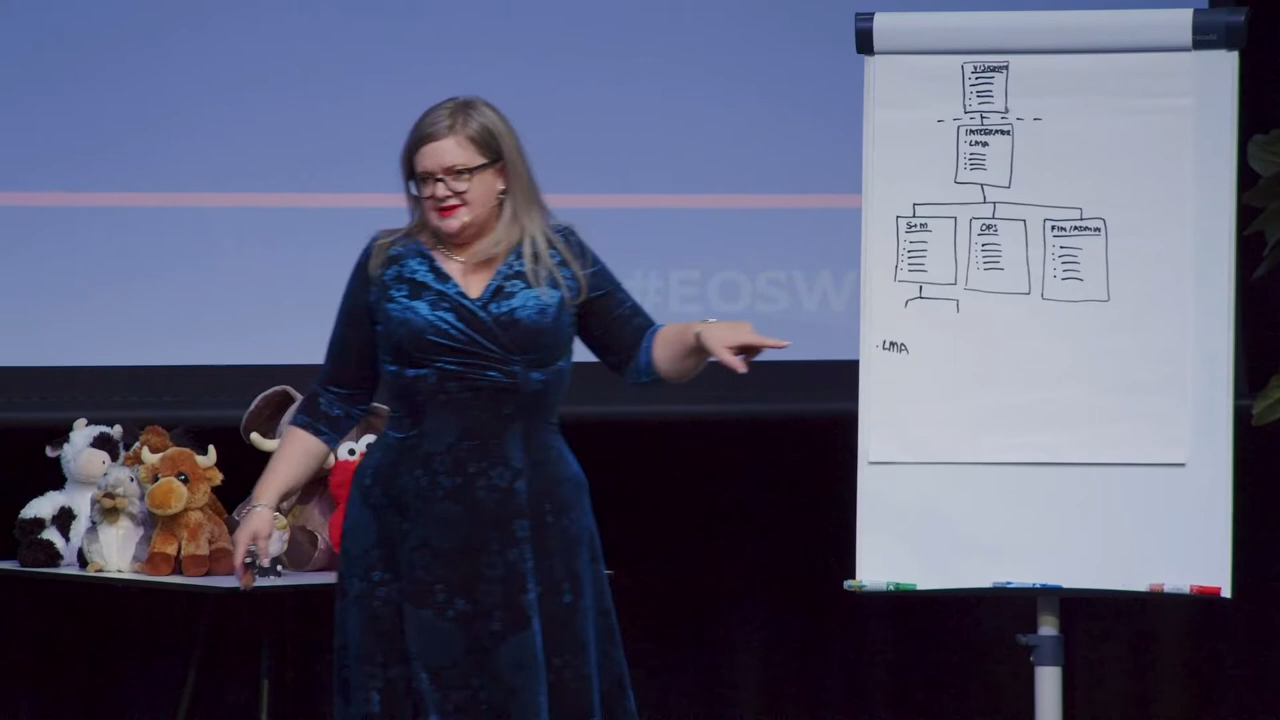 #EOSW
VISIONARY
INTEGRATOR
• LMA
S+M
OPS
FIN/ADMIN
• LMA